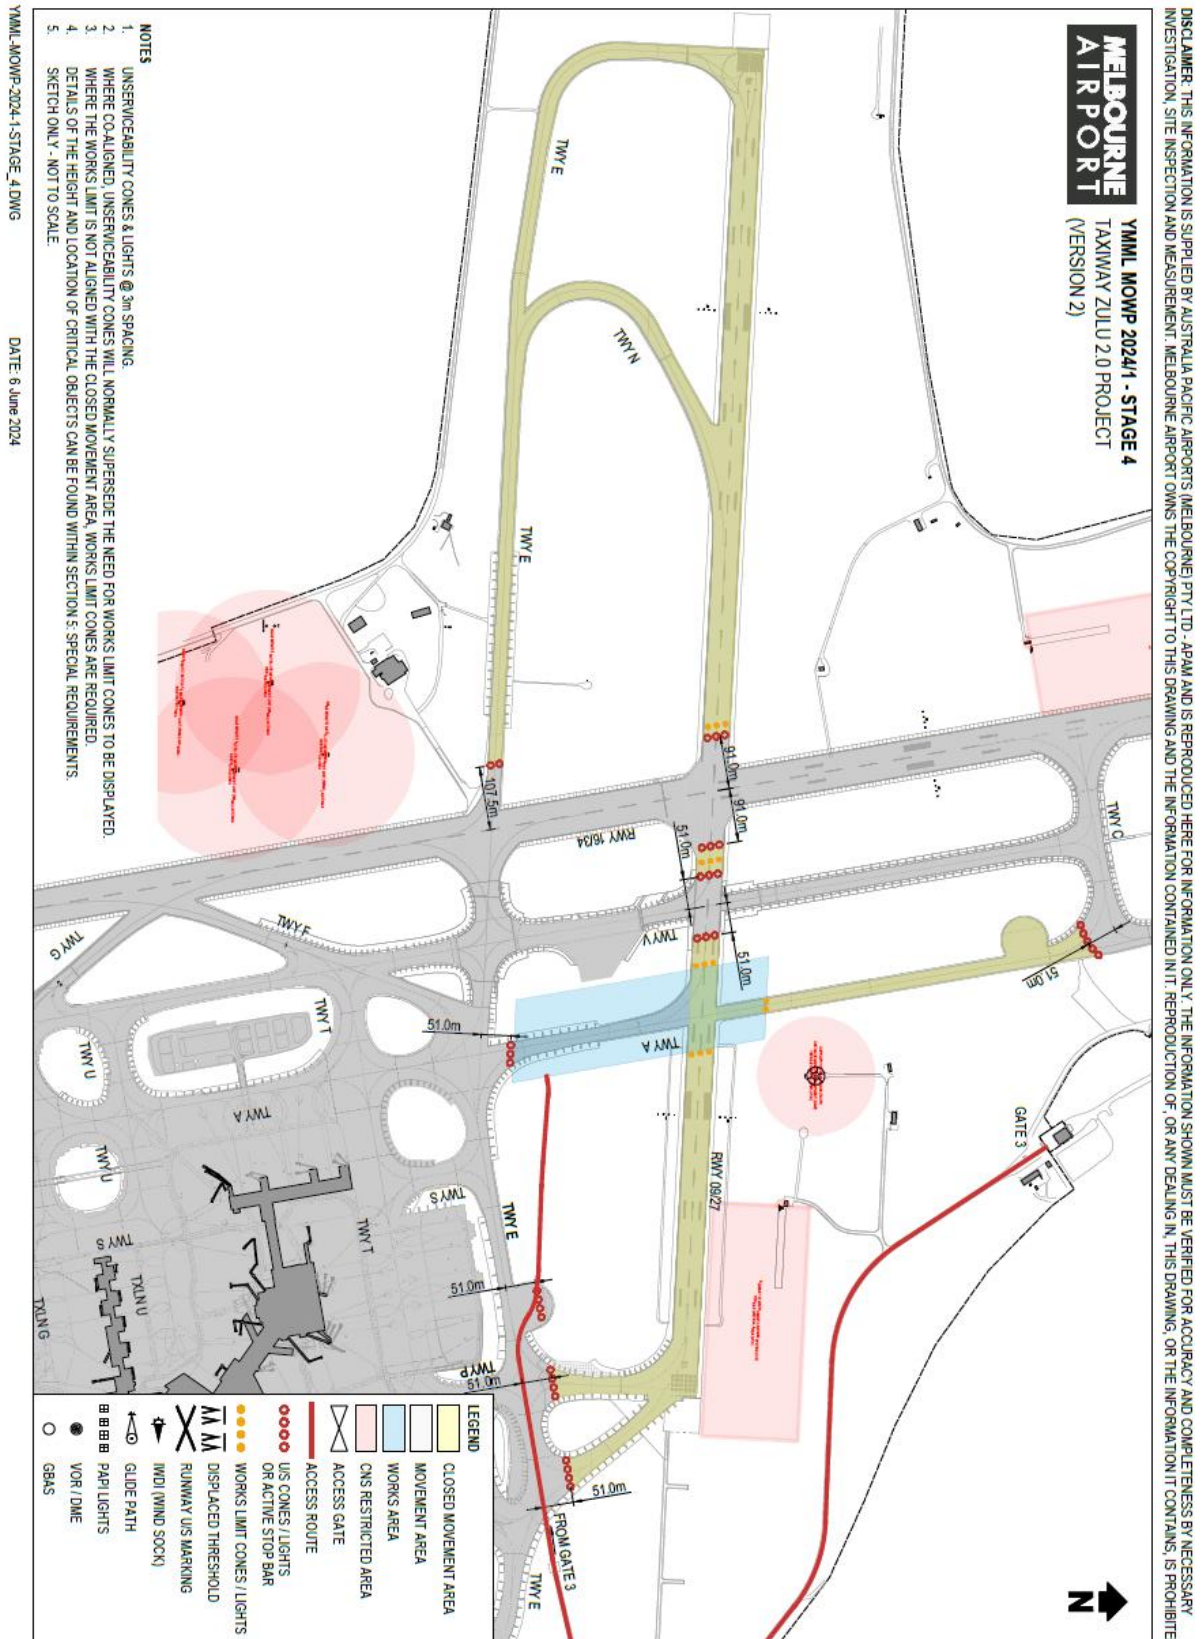 DISCLAIMER: THIS INFORMATION IS SUPPLIED BY AUSTRALIA PACIFIC AIRPORTS (MELBOURNE) PTY LTD - APAM AND IS REPRODUCED HERE FOR INFORMATION ONLY. THE INFORMATION SHOWN MUST BE VERIFIED FOR ACCURACY AND COMPLETENESS BY NECESSARY
INVESTIGATION, SITE INSPECTION AND MEASUREMENT. MELBOURNE AIRPORT OWNS THE COPYRIGHT TO THIS DRAWING AND THE INFORMATION CONTAINED IN IT. REPRODUCTION OF, OR ANY DEALING IN, THIS DRAWING, OR THE INFORMATION IT CONTAINS, IS PROHIBITE
MELBOURNE
AIRPORT
YMML MOWP 2024/1 - STAGE 4
TAXIWAY ZULU 2.0 PROJECT
(VERSION 2)
N
TWY E
TWY N
TWY E
91.0m
91.0m
107.5m
51.0m
RWY 16/34
TWY C
TWY V
51.0m
51.0m
TWY F
TWY G
51.0m
TWY A
TWY T
TWY U
TWY A
TWY U
GATE 3
RWY 09/27
TWY S
TWY E
TWY T
TWY S
TXLN U
TXLN G
51.0m
TWY P
51.0m
51.0m
FROM GATE 3
TWY E
LEGEND
CLOSED MOVEMENT AREA
MOVEMENT AREA
WORKS AREA
CNS RESTRICTED AREA
ACCESS GATE
ACCESS ROUTE
U/S CONES / LIGHTS
OR ACTIVE STOP BAR
WORKS LIMIT CONES / LIGHTS
DISPLACED THRESHOLD
RUNWAY U/S MARKING
IWDI (WIND SOCK)
GLIDE PATH
PAPI LIGHTS
VOR / DME
GBAS
NOTES
1. UNSERVICEABILITY CONES & LIGHTS @ 3m SPACING.
2. WHERE CO-ALIGNED, UNSERVICEABILITY CONES WILL NORMALLY SUPERSEDE THE NEED FOR WORKS LIMIT CONES TO BE DISPLAYED.
3. WHERE THE WORKS LIMIT IS NOT ALIGNED WITH THE CLOSED MOVEMENT AREA, WORKS LIMIT CONES ARE REQUIRED.
4. DETAILS OF THE HEIGHT AND LOCATION OF CRITICAL OBJECTS CAN BE FOUND WITHIN SECTION 5: SPECIAL REQUIREMENTS.
5. SKETCH ONLY - NOT TO SCALE.
YMML-MOWP-2024-1-STAGE_4.DWG
DATE: 6 June 2024